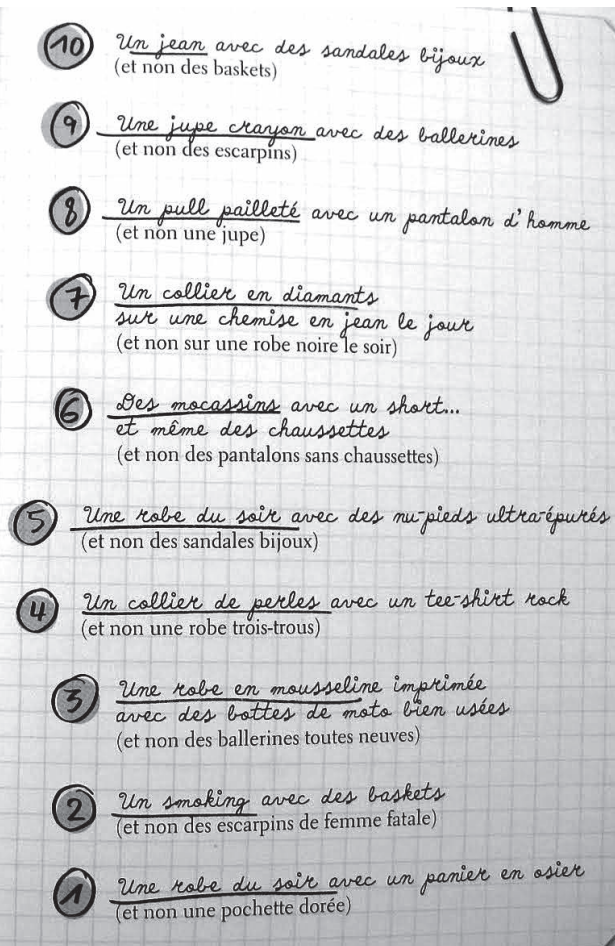 10 Un jean avec des sandales bijoux
(et non des baskets)
9 Une jupe crayon avec des ballerines
(et non des escarpins)
8 Un pull pailleté avec un pantalon d'homme
(et non une jupe)
7 Un collier en diamants
sur une chemise en jean le jour
(et non sur une robe noire le soir)
6 Des mocassins avec un short...
et même des chaussettes
(et non des pantalons sans chaussettes)
5 Une robe du soir avec des nu-pieds ultra-épurés
(et non des sandales bijoux)
4 Un collier de perles avec un tee-shirt rock
(et non une robe trois-trous)
3 Une robe en mousseline imprimée
avec des bottes de moto bien usées
(et non des ballerines toutes neuves)
2 Un smoking avec des baskets
(et non des escarpins de femme fatale)
1 Une robe du soir avec un panier en osier
(et non une pochette dorée)